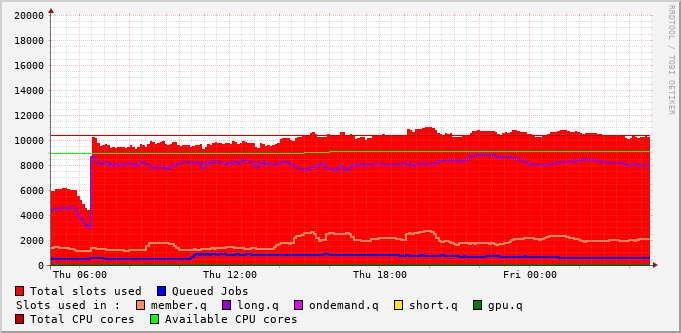 RRDTOOL / TOBI OETIKER
20000
18000
16000
14000
12000
10000
8000
6000
4000
2000
0
Thu 06:00 Thu 12:00 Thu 18:00 Fri 00:00
Total slots used Queued Jobs
Slots used in : member.q long.q ondemand.q short.q gpu.q
Total CPU cores Available CPU cores